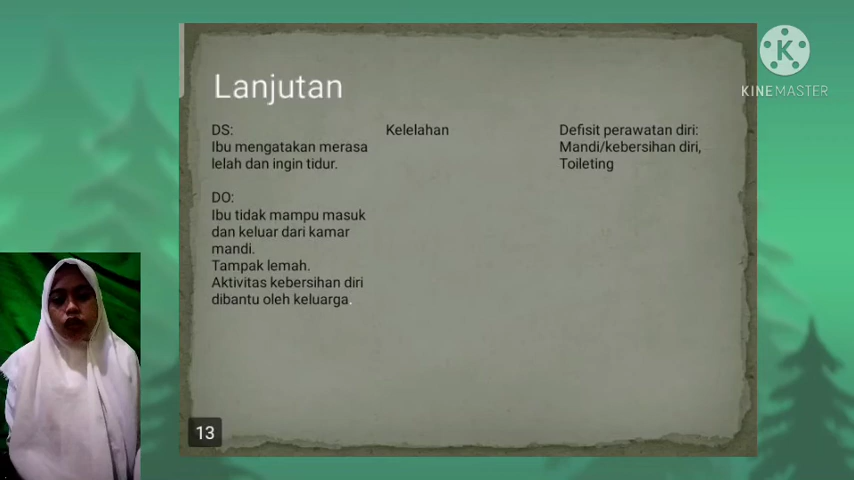 Lanjutan
DS:
Ibu mengatakan merasa
lelah dan ingin tidur.
DO:
Ibu tidak mampu masuk
dan keluar dari kamar
mandi.
Tampak lemah.
Aktivitas kebersihan diri
dibantu oleh keluarga.
Kelelahan
Defisit perawatan diri:
Mandi/kebersihan diri,
Toileting
13
K
KINEMASTER